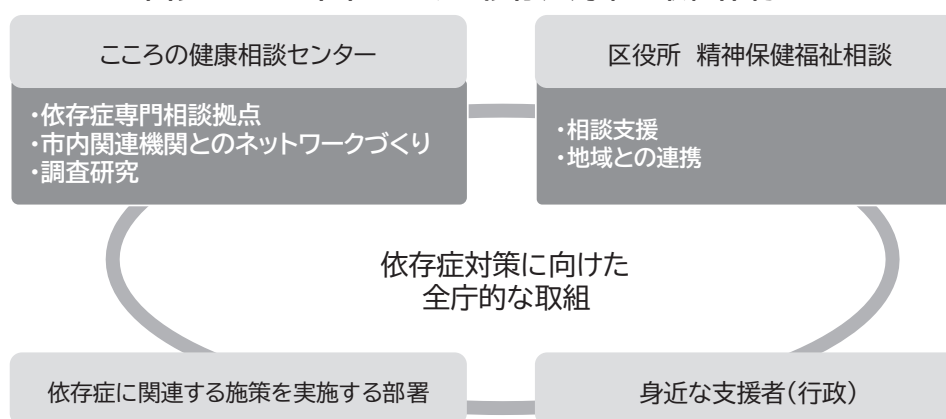 こころの健康相談センター
・依存症専門相談拠点
・市内関連機関とのネットワークづくり
・調査研究
区役所 精神保健福祉相談
・相談支援
・地域との連携
依存症対策に向けた
全庁的な取組
依存症に関連する施策を実施する部署
身近な支援者(行政)